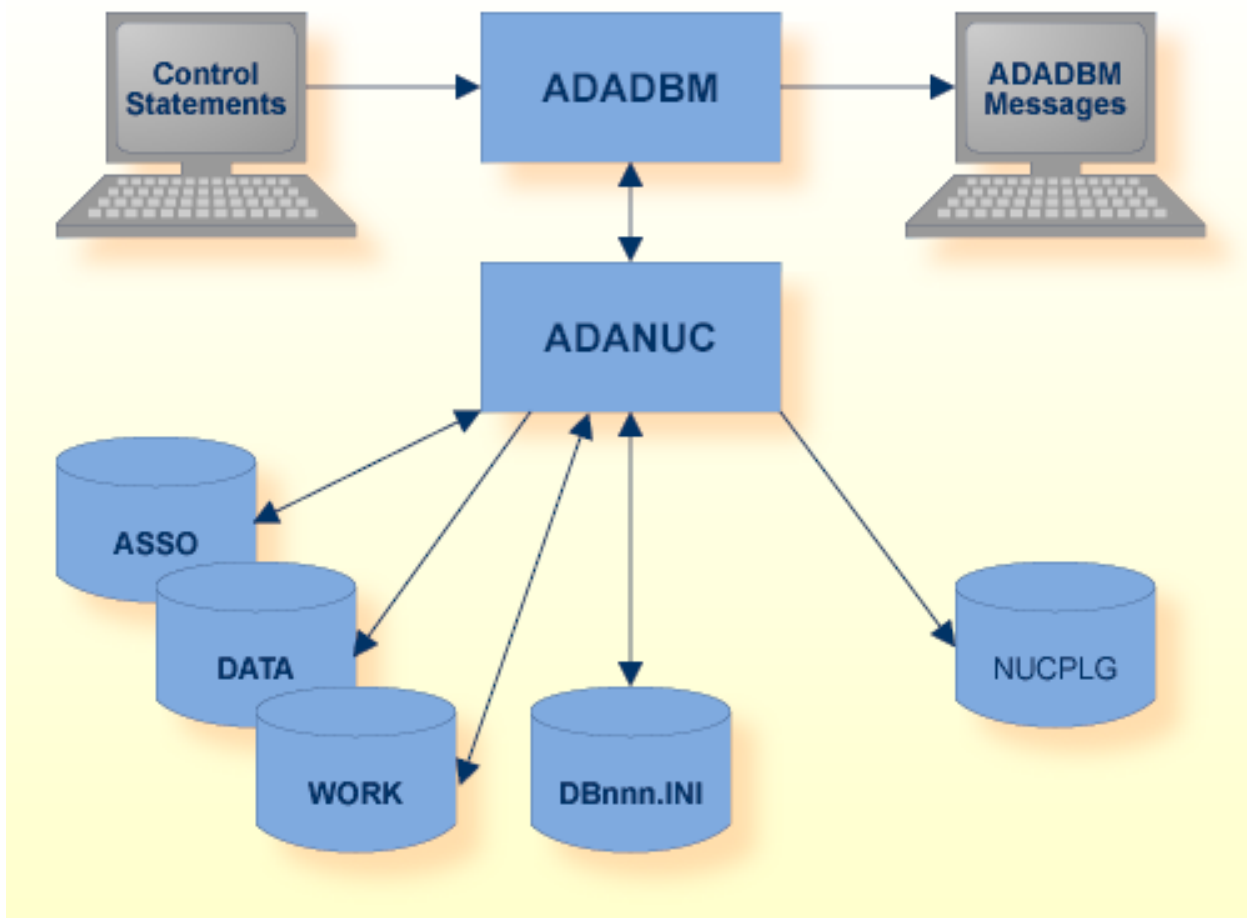 Control
Statements
ADADBM
ADADBM
Messages
ADANUC
ASSO
DATA
WORK
DBnnn.INI
NUCPLG